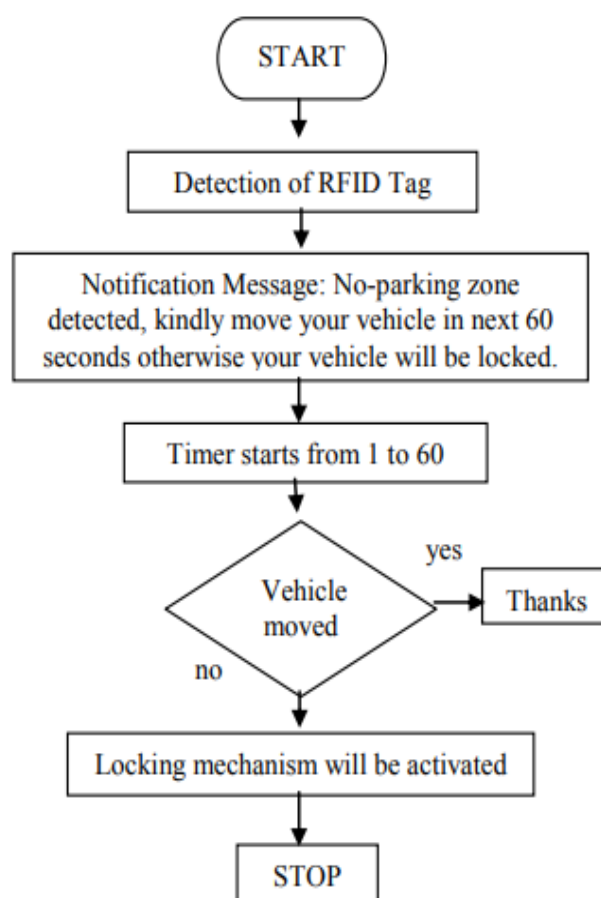 START
Detection of RFID Tag
Notification Message: No-parking zone
detected, kindly move your vehicle in next 60
seconds otherwise your vehicle will be locked.
Timer starts from 1 to 60
Vehicle
moved
yes
Thanks
no
Locking mechanism will be activated
STOP